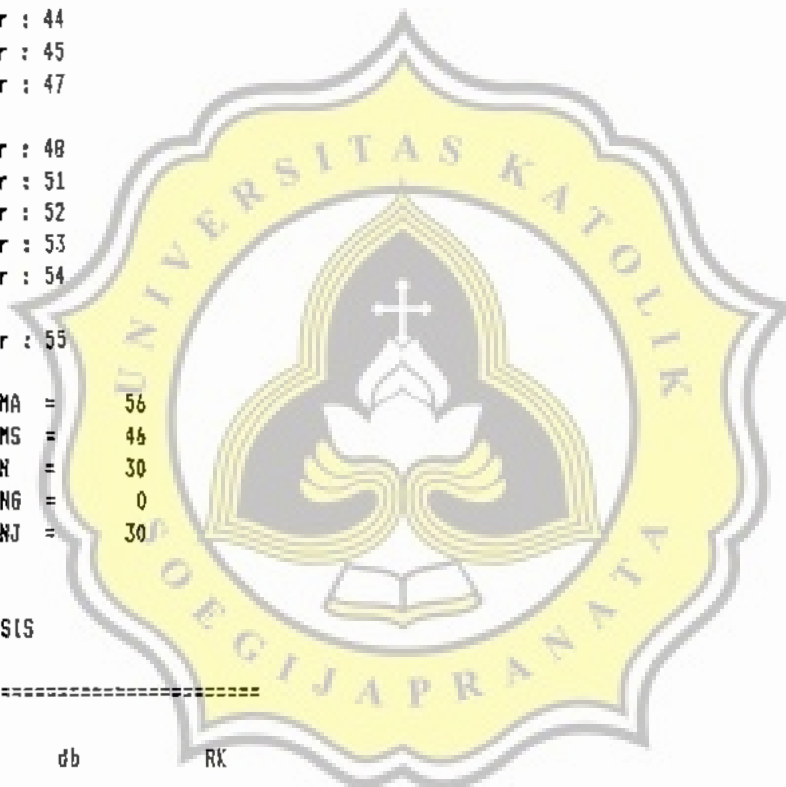 r : 44
r : 45
r : 47
r : 48
r : 51
r : 52
r : 53
r : 54
r : 55
MA = 56
MS = 46
N = 30
NG = 0
NJ = 30
SIS
========================
db RK
UNIVERSITAS KATOLIK
SOEGIJAPRANATA